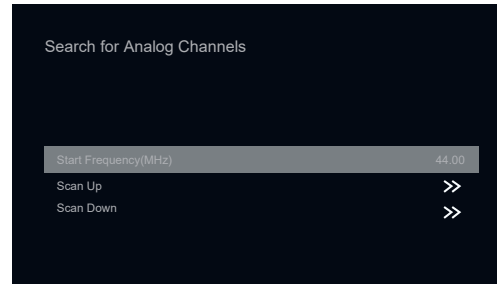 Search for Analog Channels
Start Frequency(MHz) 44.00
Scan Up
Scan Down